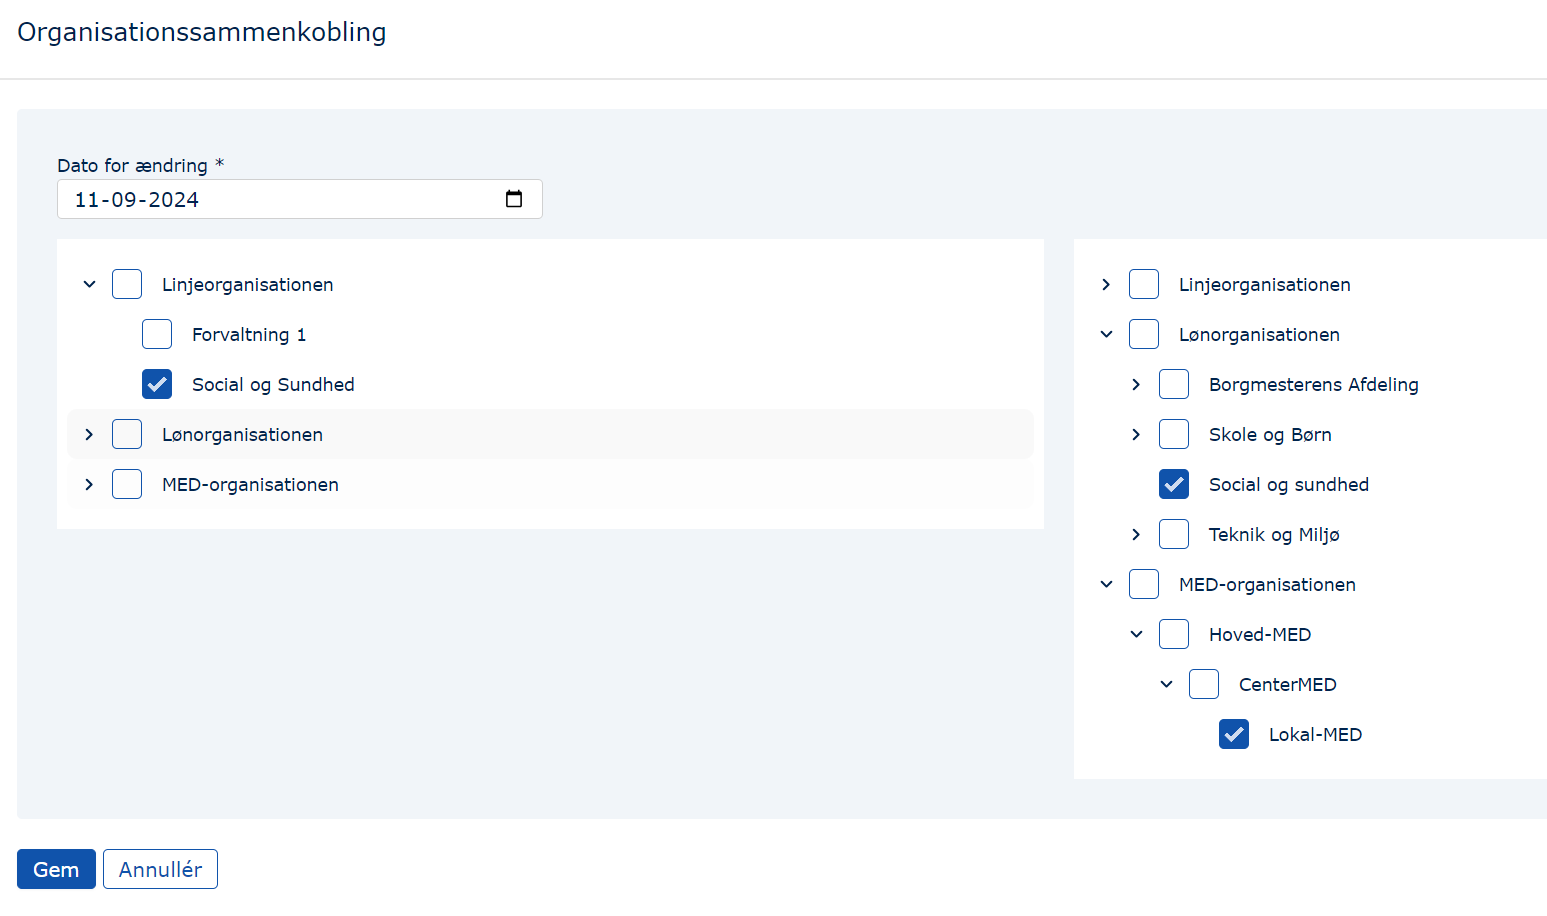 Organisationssammenkobling
Dato for ændring *
11-09-2024
Linjeorganisationen
Forvaltning 1
Social og Sundhed
Lønorganisationen
MED-organisationen
Linjeorganisationen
Lønorganisationen
Borgmesterens Afdeling
Skole og Børn
Social og sundhed
Teknik og Miljø
MED-organisationen
Hoved-MED
CenterMED
Lokal-MED
Gem
Annullér